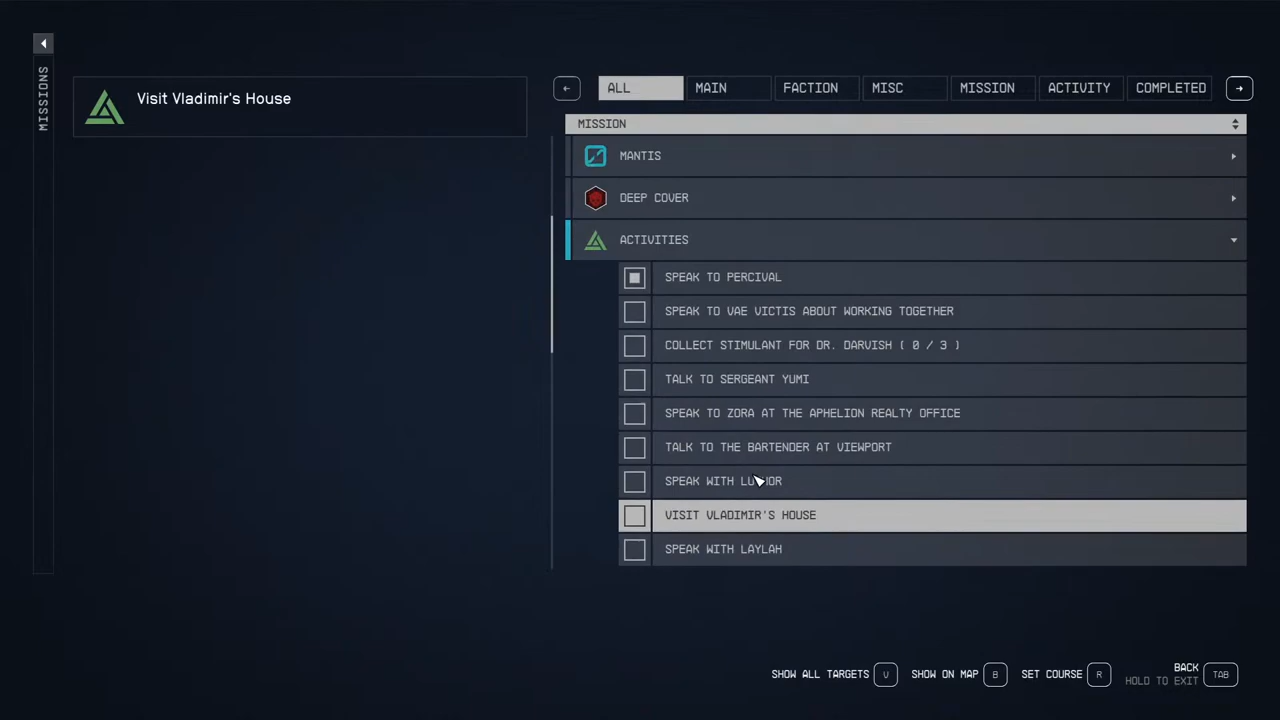 MISSIONS
Visit Vladimir's House
ALL MAIN FACTION MISC MISSION ACTIVITY COMPLETED
MISSION
MANTIS
DEEP COVER
ACTIVITIES
SPEAK TO PERCIVAL
SPEAK TO VAE VICTIS ABOUT WORKING TOGETHER
COLLECT STIMULANT FOR DR. DARVISH ( 0 / 3 )
TALK TO SERGEANT YUMI
SPEAK TO ZORA AT THE APHELION REALTY OFFICE
TALK TO THE BARTENDER AT VIEWPORT
SPEAK WITH
VISIT VLADIMIR'S HOUSE
SPEAK WITH LAYLAH
SHOW ALL TARGETS V SHOW ON MAP B SET COURSE R BACK TAB
HOLD TO EXIT